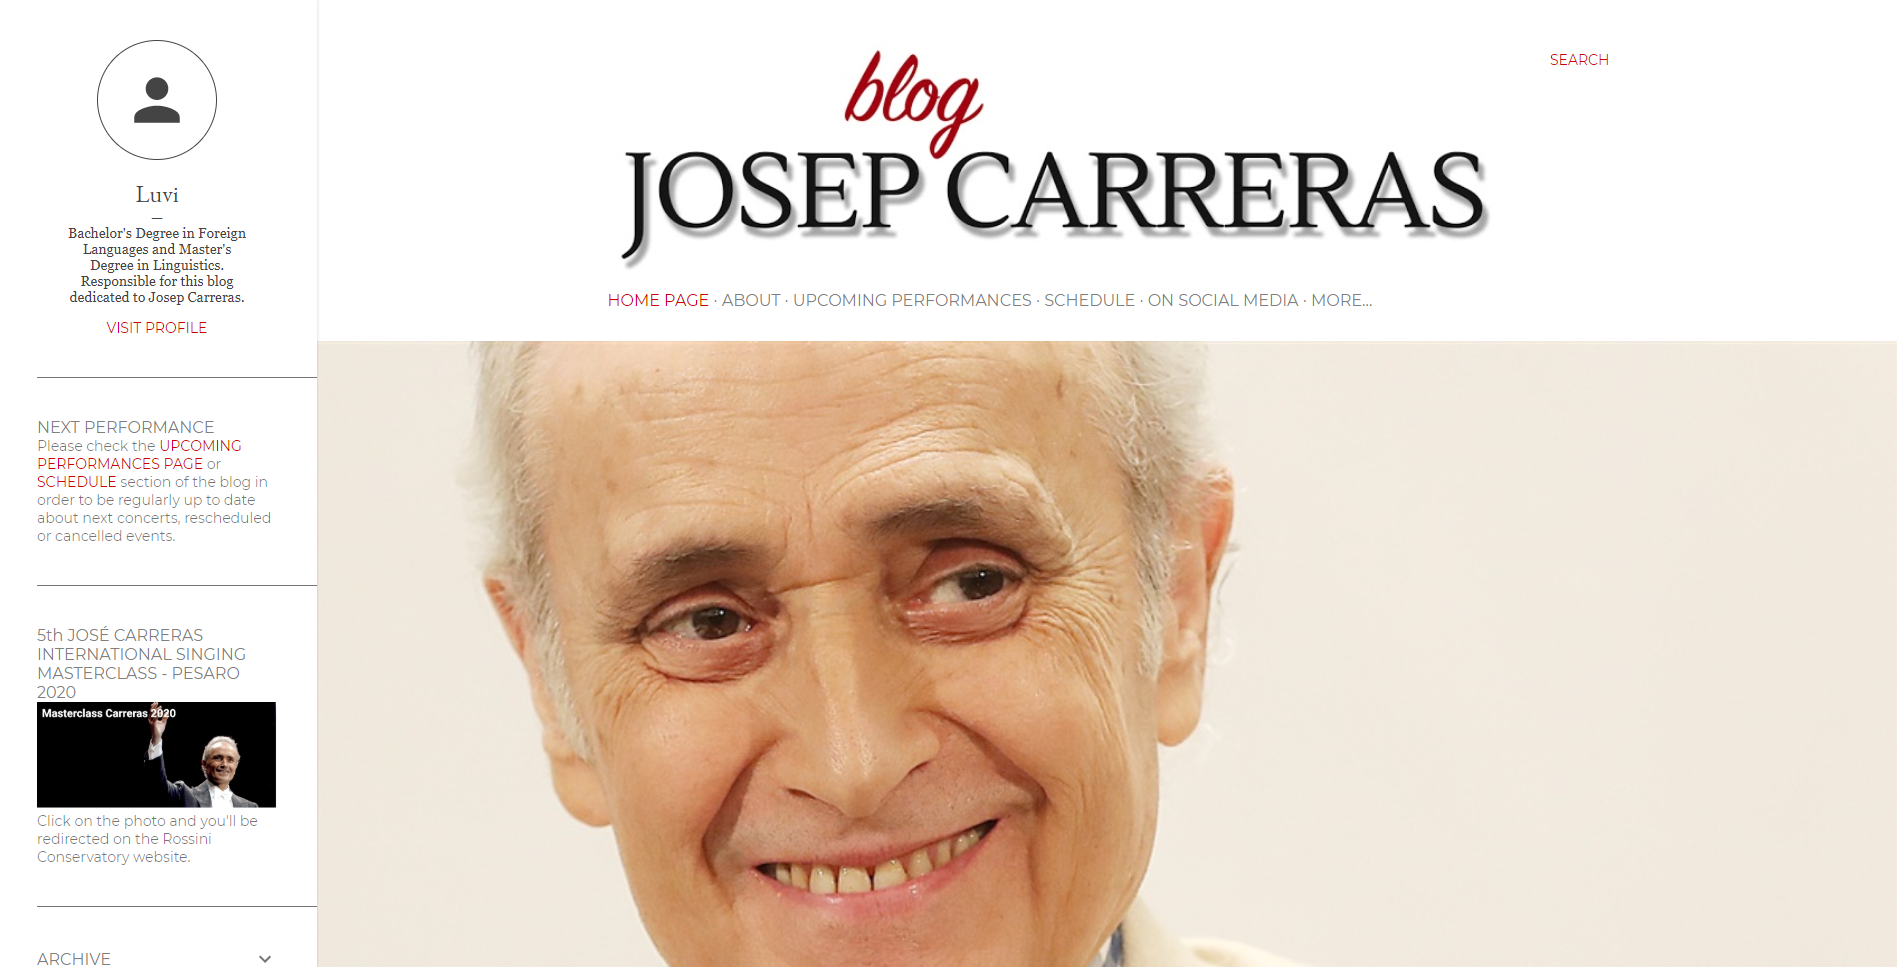 Luvi
Bachelor's Degree in Foreign
Languages and Master's
Degree in Linguistics.
Responsible for this blog
dedicated to Josep Carreras.
VISIT PROFILE
NEXT PERFORMANCE
Please check the UPCOMING
PERFORMANCES PAGE or
SCHEDULE section of the blog in
order to be regularly up to date
about next concerts, rescheduled
or cancelled events.
5th JOSÉ CARRERAS
INTERNATIONAL SINGING
MASTERCLASS - PESARO
2020
Masterclass Carreras 2020
Click on the photo and you'll be
redirected on the Rossini
Conservatory website.
ARCHIVE
SEARCH
blog
JOSEP CARRERAS
HOME PAGE · ABOUT · UPCOMING PERFORMANCES · SCHEDULE · ON SOCIAL MEDIA · MORE...